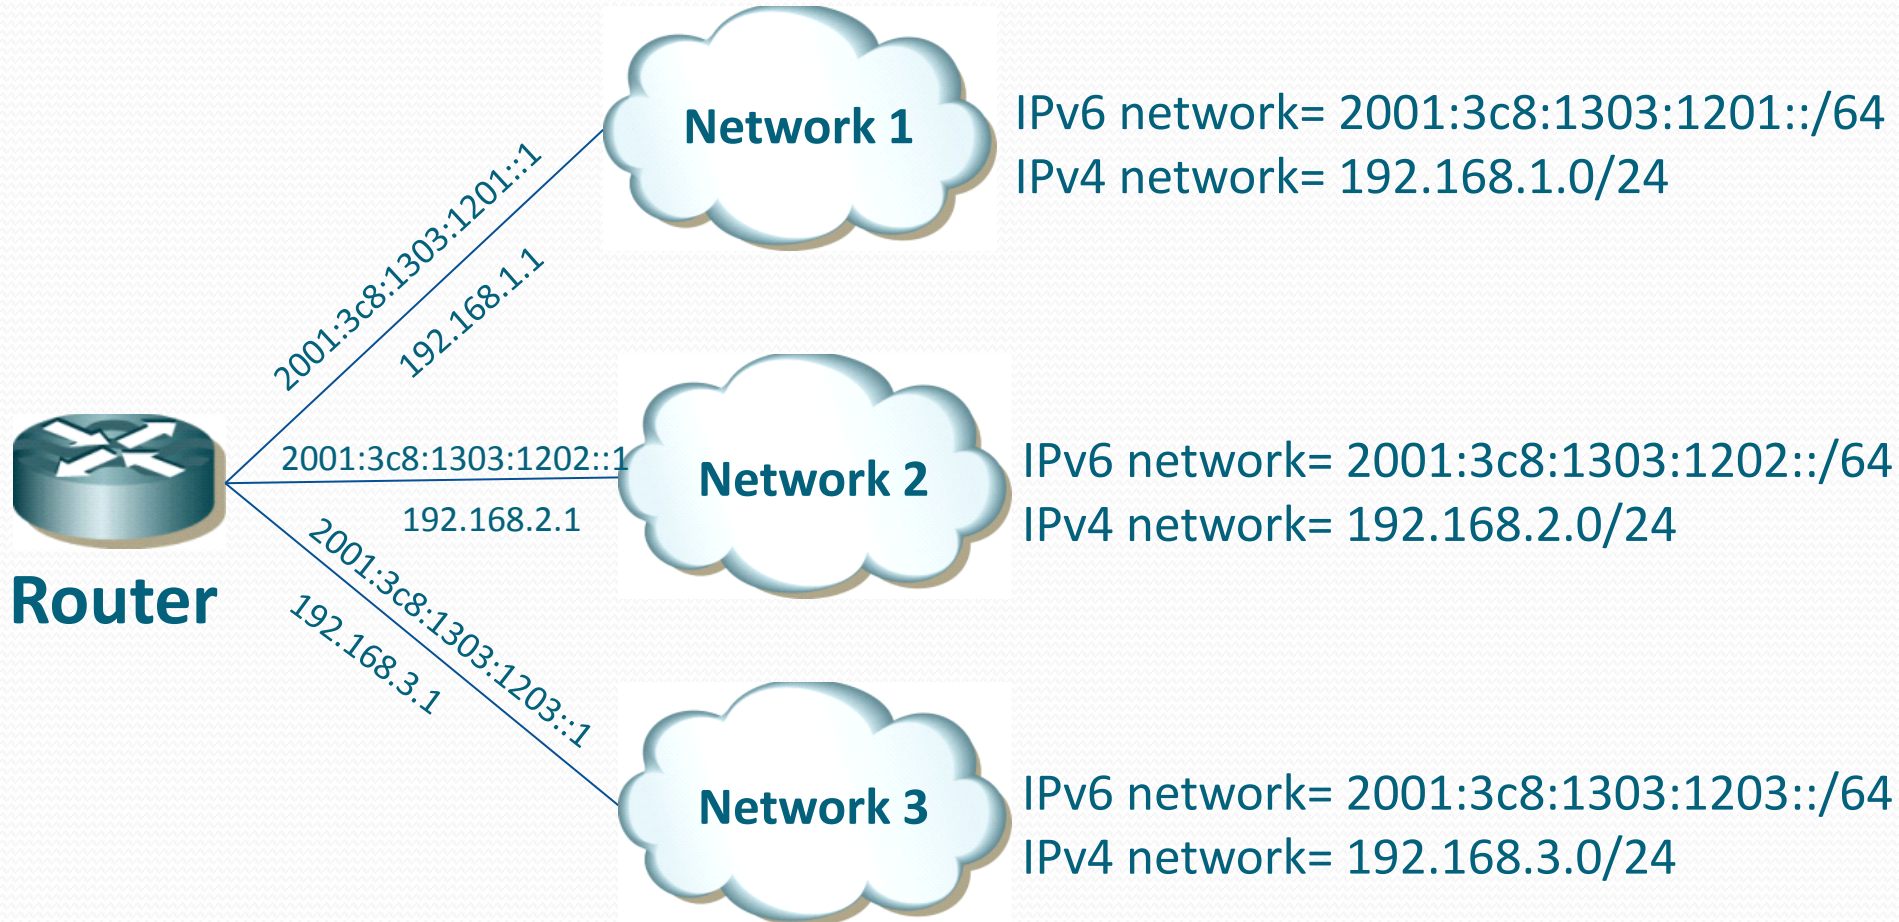 Network 1
IPv6 network= 2001:3c8:1303:1201::/64
IPv4 network= 192.168.1.0/24
2001:3c8:1303:1201::1
192.168.1.1
Router
2001:3c8:1303:1202::1
192.168.2.1
Network 2
IPv6 network= 2001:3c8:1303:1202::/64
IPv4 network= 192.168.2.0/24
2001:3c8:1303:1203::1
192.168.3.1
Network 3
IPv6 network= 2001:3c8:1303:1203::/64
IPv4 network= 192.168.3.0/24